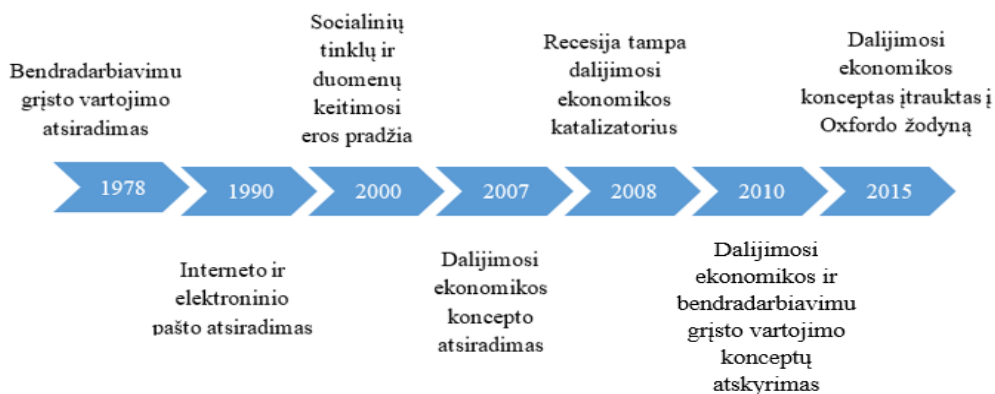 Bendradarbiavimu
grįsto vartojimo
atsiradimas
Socialinių
tinklų ir
duomenų
keitimosi
eros pradžia
Recesija tampa
dalijimosi
ekonomikos
katalizatorius
Dalijimosi
ekonomikos
konceptas įtrauktas į
Oxfordo žodyną
1978
1990
2000
2007
2008
2010
2015
Interneto ir
elektroninio
pašto atsiradimas
Dalijimosi
ekonomikos
koncepto
atsiradimas
Dalijimosi
ekonomikos ir
bendradarbiavimu
grįsto vartojimo
konceptų
atskyrimas